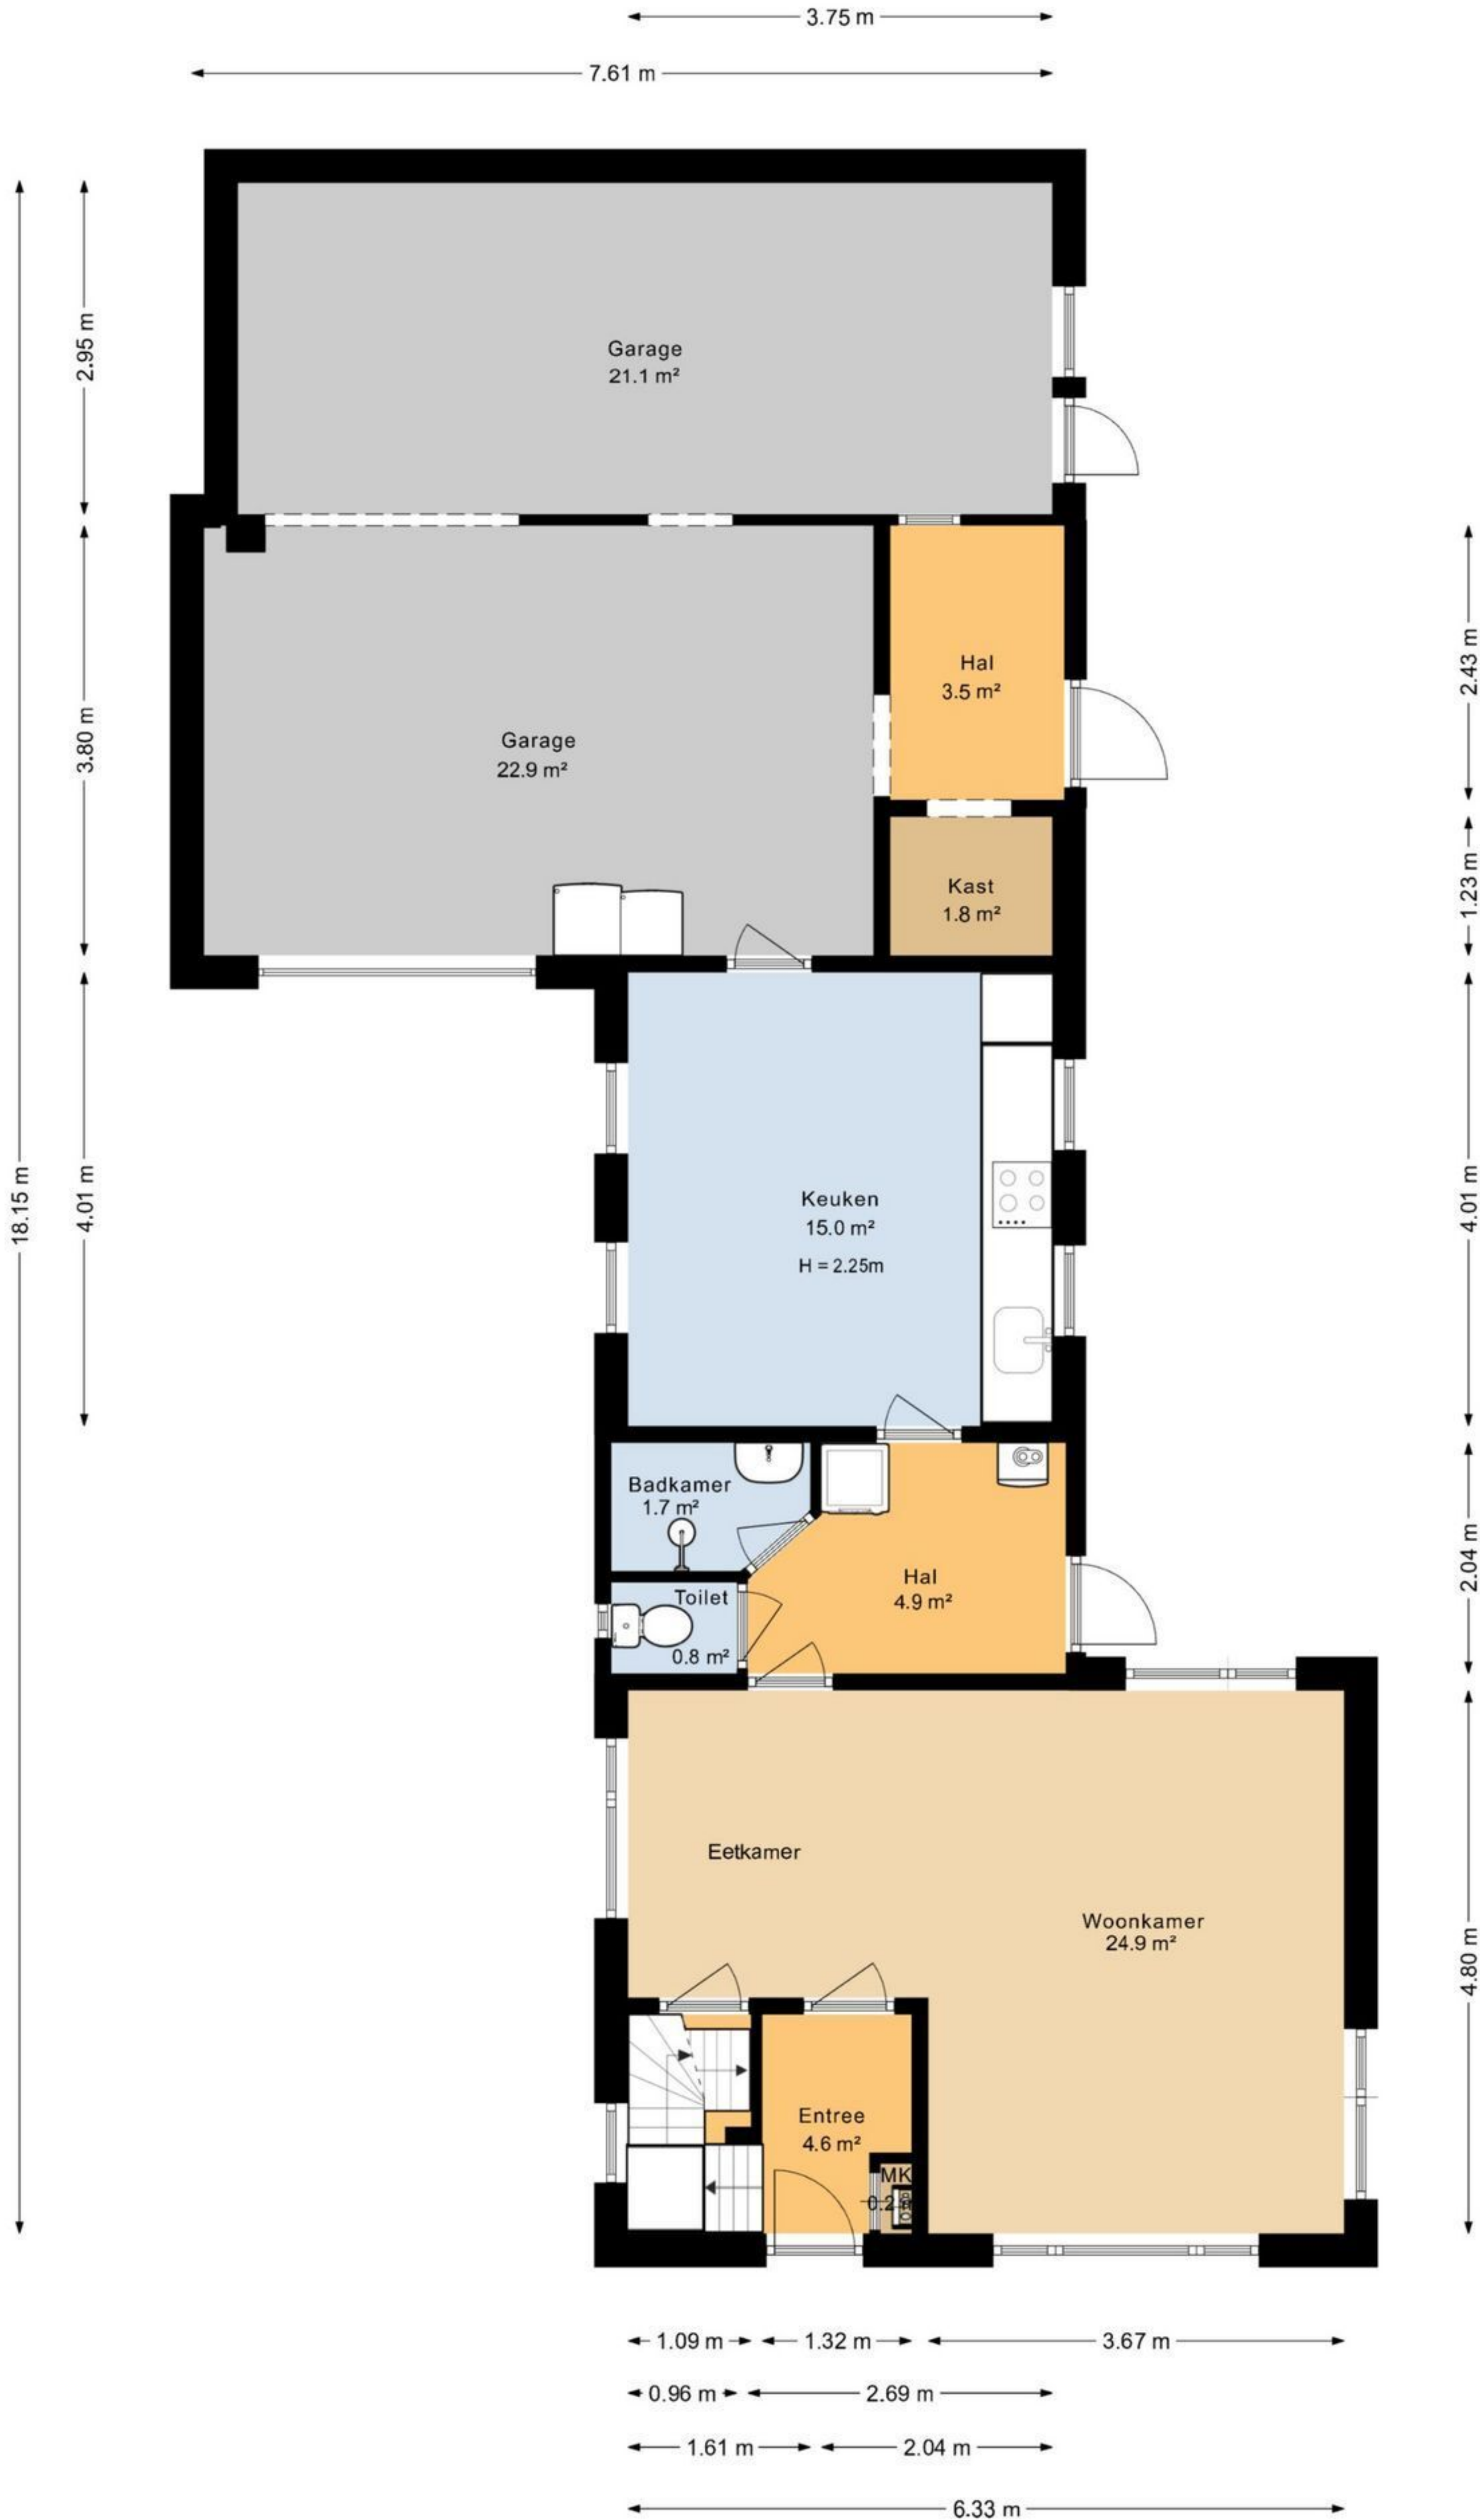 3.75 m
7.61 m
2.95 m
Garage
21.1 m²
Hal
3.5 m²
2.43 m
3.80 m
Garage
22.9 m²
Kast
1.8 m²
1.23 m
18.15 m
4.01 m
Keuken
15.0 m²
H = 2.25m
4.01 m
Badkamer
1.7 m²
Hal
4.9 m²
2.04 m
Toilet
0.8 m²
Eetkamer
Woonkamer
24.9 m²
4.80 m
Entree
4.6 m²
MK
0.2
1.09 m
1.32 m
3.67 m
0.96 m
2.69 m
1.61 m
2.04 m
6.33 m